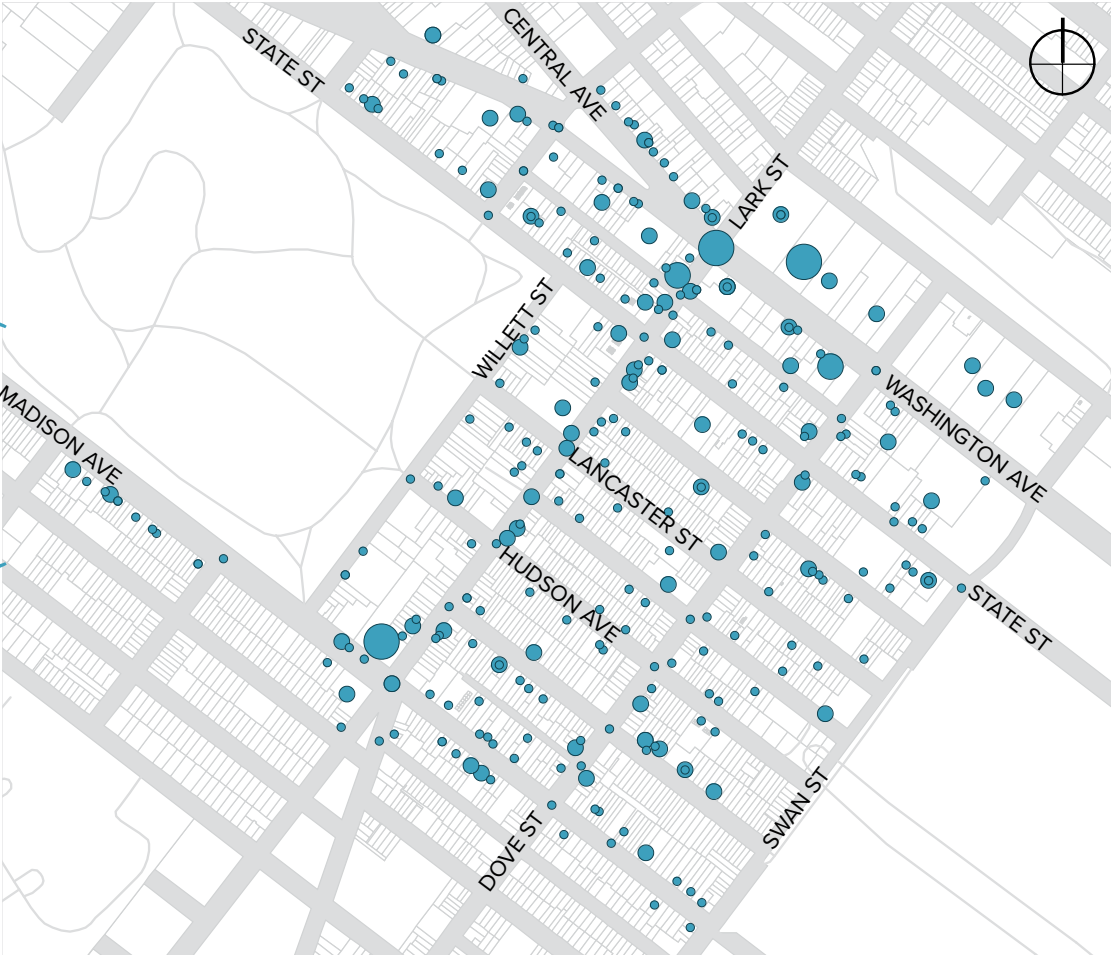 CENTRAL AVE
STATE ST
LARK ST
WILLETT ST
MADISON AVE
WASHINGTON AVE
LANCASTER ST
HUDSON AVE
STATE ST
SWAN ST
DOVE ST